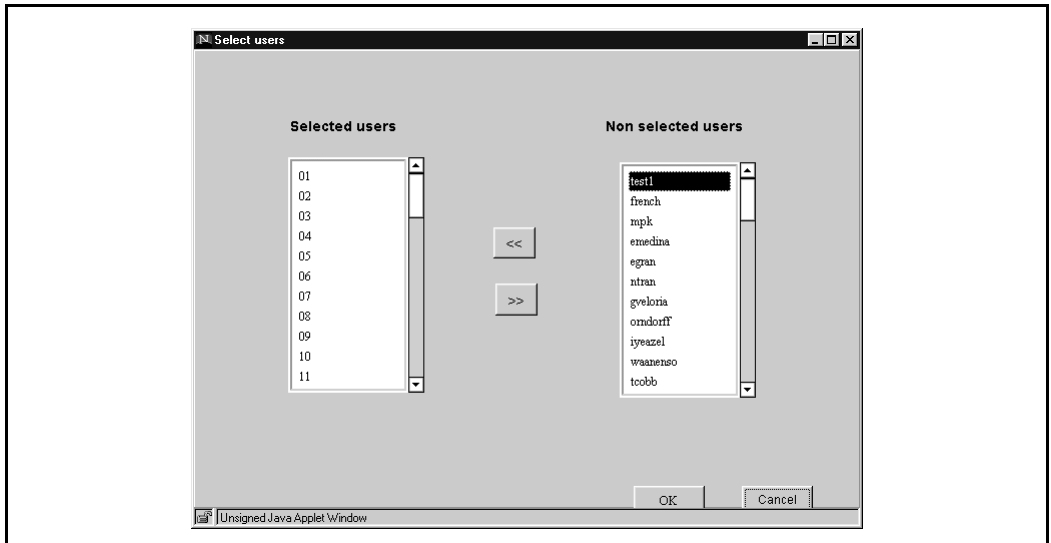 Select users
Selected users
Non selected users
01
02
03
04
05
06
07
08
09
10
11
<<
>>
test1
french
mpk
emedina
egran
ntran
gveloria
orndorff
iyeazel
waanenso
tcobb
OK
Cancel
Unsigned Java Applet Window